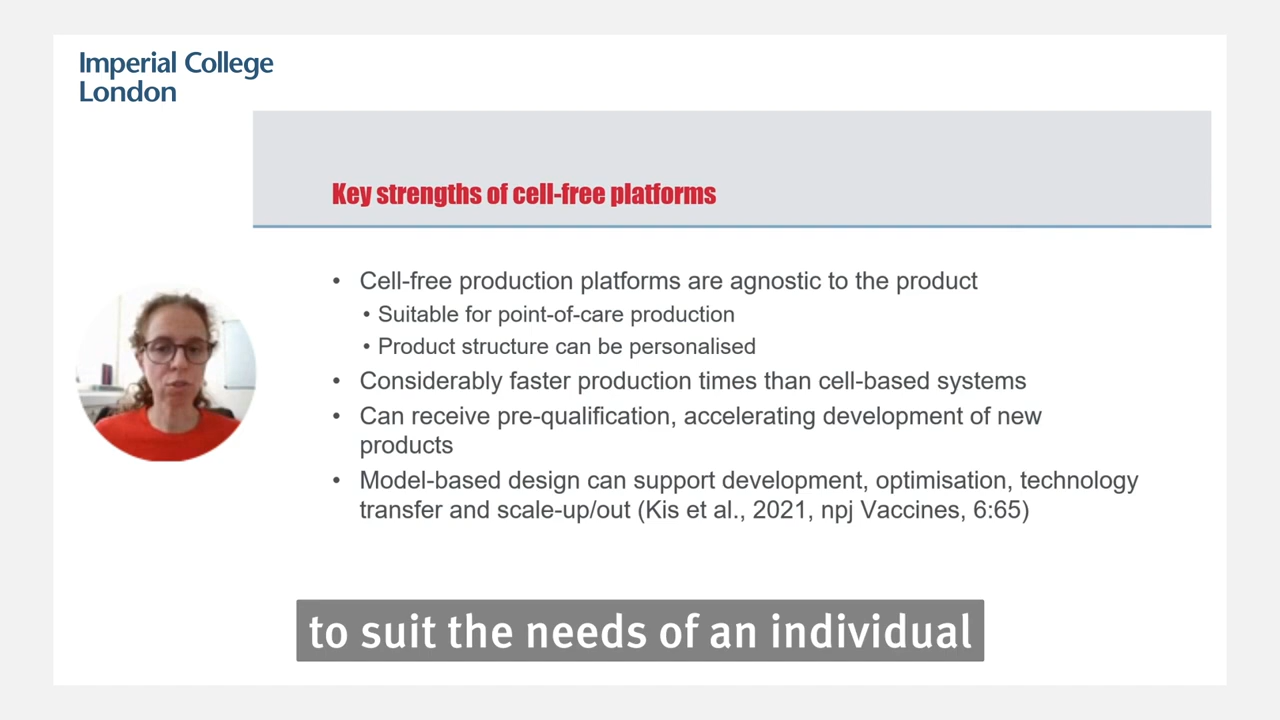 Imperial College
London
Key strengths of cell-free platforms
• Cell-free production platforms are agnostic to the product
• Suitable for point-of-care production
• Product structure can be personalised
• Considerably faster production times than cell-based systems
• Can receive pre-qualification, accelerating development of new
products
• Model-based design can support development, optimisation, technology
transfer and scale-up/out (Kis et al., 2021, npj Vaccines, 6:65)
to suit the needs of an individual